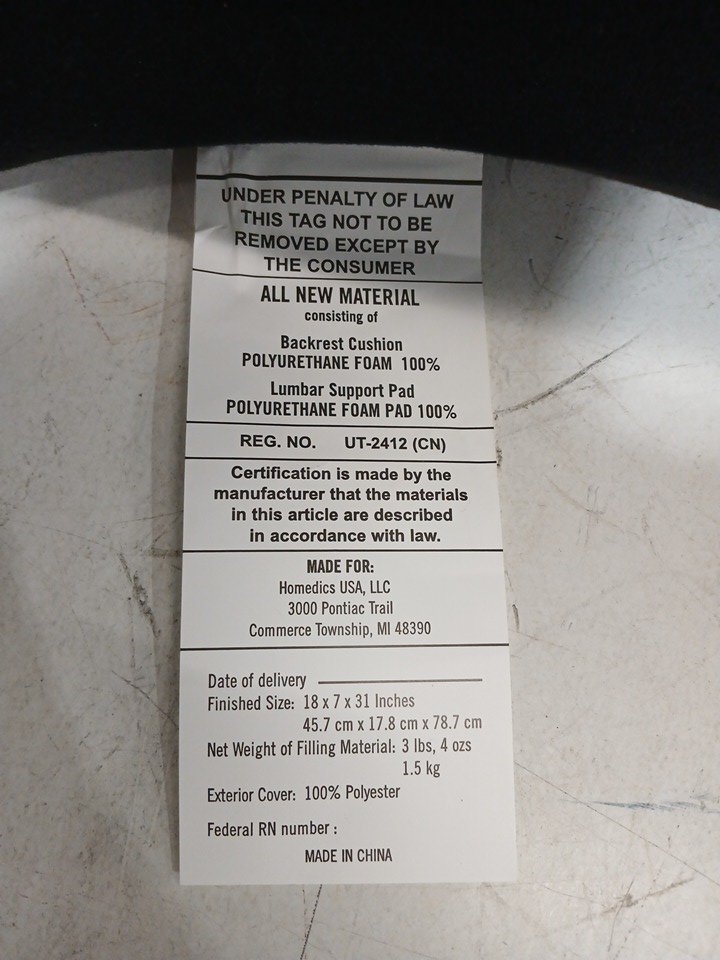 UNDER PENALTY OF LAW
THIS TAG NOT TO BE
REMOVED EXCEPT BY
THE CONSUMER
ALL NEW MATERIAL
consisting of
Backrest Cushion
POLYURETHANE FOAM 100%
Lumbar Support Pad
POLYURETHANE FOAM PAD 100%
REG. NO. UT-2412 (CN)
Certification is made by the
manufacturer that the materials
in this article are described
in accordance with law.
MADE FOR:
Homedics USA, LLC
3000 Pontiac Trail
Commerce Township, MI 48390
Date of delivery
Finished Size: 18 x 7 x 31 Inches
45.7 cm x 17.8 cm x 78.7 cm
Net Weight of Filling Material: 3 lbs, 4 ozs
1.5 kg
Exterior Cover: 100% Polyester
Federal RN number :
MADE IN CHINA